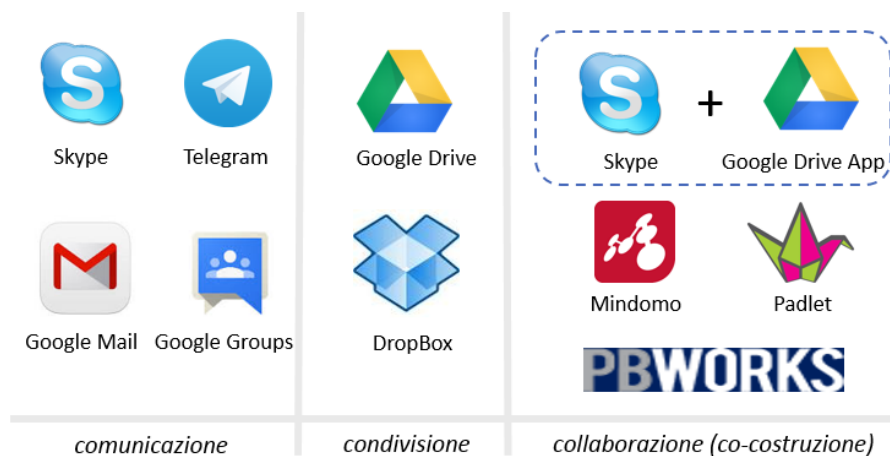 Skype
Telegram
Google Drive
Skype
+
Google Drive App
Google Mail
Google Groups
DropBox
Mindomo
Padlet
PBWORKS
comunicazione
condivisione
collaborazione (co-costruzione)